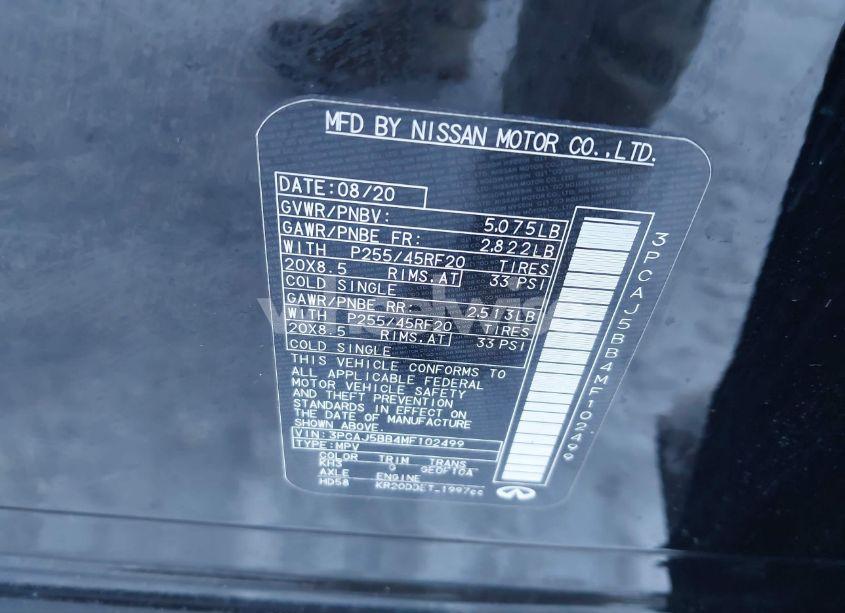 MFD BY NISSAN MOTOR CO.,LTD.
DATE:08/20
GVWR/PNBV: 5.075LB
GAWR/PNBE FR: 2.822LB
WITH P255/45RF20 TIRES
20X8.5 RIMS.AT 33 PSI
COLD SINGLE
GAWR/PNBE RR 2.513LB
WITH P255/45RF20 TIRES
20X8.5 RIMS.AT 33 PSI
COLD SINGLE
THIS VEHICLE CONFORMS TO
ALL APPLICABLE FEDERAL
MOTOR VEHICLE SAFETY
AND THEFT PREVENTION
STANDARDS IN EFFECT ON
THE DATE OF MANUFACTURE
SHOWN ABOVE.
VIN:3PCAJ5BB4MF102499
TYPE:MPV
COLOR TRIM TRANS
KH3 G
AXLE ENGINE
HD58 1997cc
3PCAJ5BB4MF102499